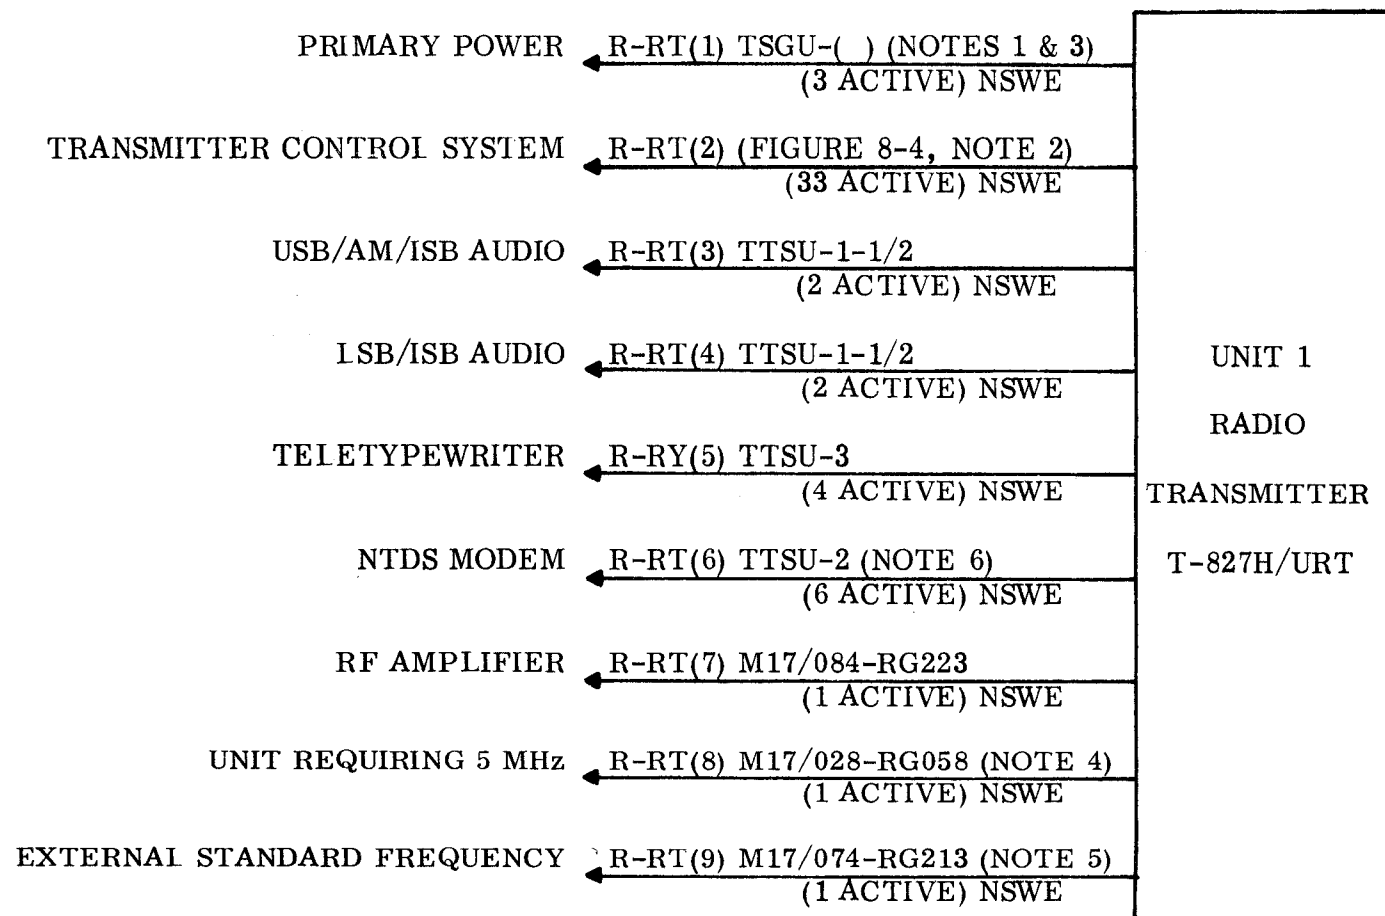 PRIMARY POWER R-RT(1) TSGU-( ) (NOTES 1 & 3)
(3 ACTIVE) NSWE
TRANSMITTER CONTROL SYSTEM R-RT(2) (FIGURE 8-4, NOTE 2)
(33 ACTIVE) NSWE
USB/AM/ISB AUDIO R-RT(3) TTSU-1-1/2
(2 ACTIVE) NSWE
LSB/ISB AUDIO R-RT(4) TTSU-1-1/2
(2 ACTIVE) NSWE
TELETYPEWRITER R-RY(5) TTSU-3
(4 ACTIVE) NSWE
NTDS MODEM R-RT(6) TTSU-2 (NOTE 6)
(6 ACTIVE) NSWE
RF AMPLIFIER R-RT(7) M17/084-RG223
(1 ACTIVE) NSWE
UNIT REQUIRING 5 MHz R-RT(8) M17/028-RG058 (NOTE 4)
(1 ACTIVE) NSWE
EXTERNAL STANDARD FREQUENCY R-RT(9) M17/074-RG213 (NOTE 5)
(1 ACTIVE) NSWE
UNIT 1
RADIO
TRANSMITTER
T-827H/URT